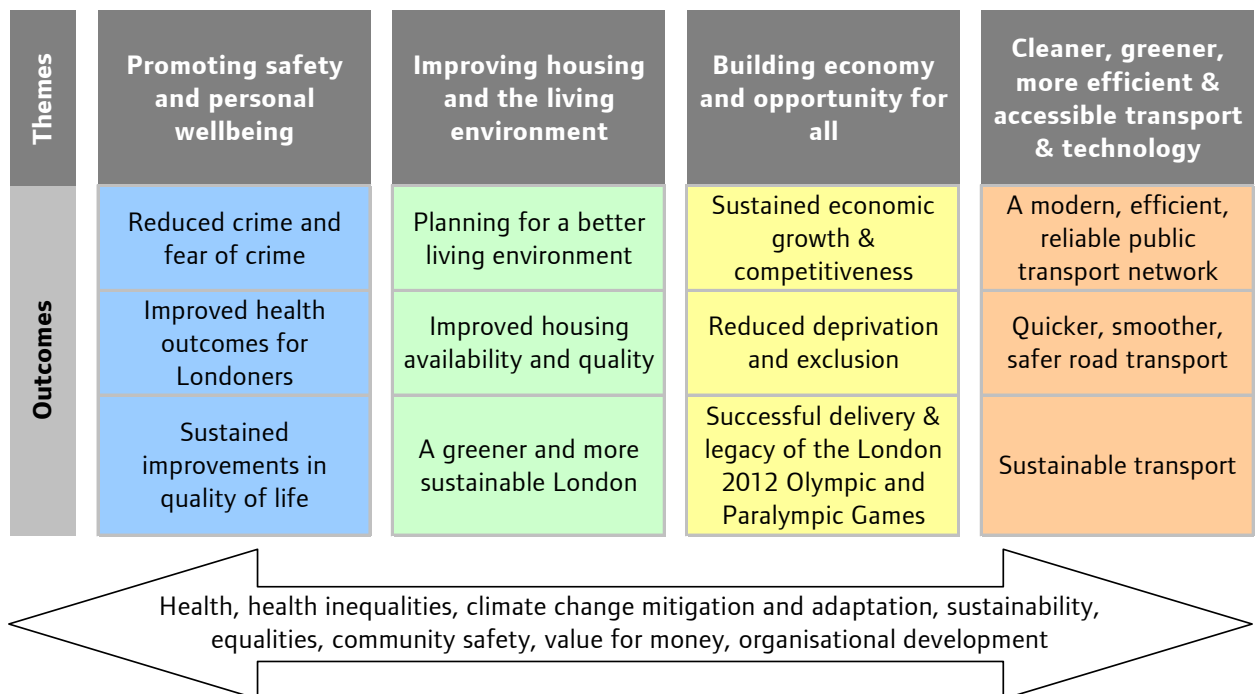 Themes
Promoting safety
and personal
wellbeing
Improving housing
and the living
environment
Building economy
and opportunity for
all
Cleaner, greener,
more efficient &
accessible transport
& technology
Outcomes
Reduced crime and
fear of crime
Planning for a better
living environment
Sustained economic
growth &
competitiveness
A modern, efficient,
reliable public
transport network
Improved health
outcomes for
Londoners
Improved housing
availability and quality
Reduced deprivation
and exclusion
Quicker, smoother,
safer road transport
Sustained
improvements in
quality of life
A greener and more
sustainable London
Successful delivery &
legacy of the London
2012 Olympic and
Paralympic Games
Sustainable transport
Health, health inequalities, climate change mitigation and adaptation, sustainability,
equalities, community safety, value for money, organisational development